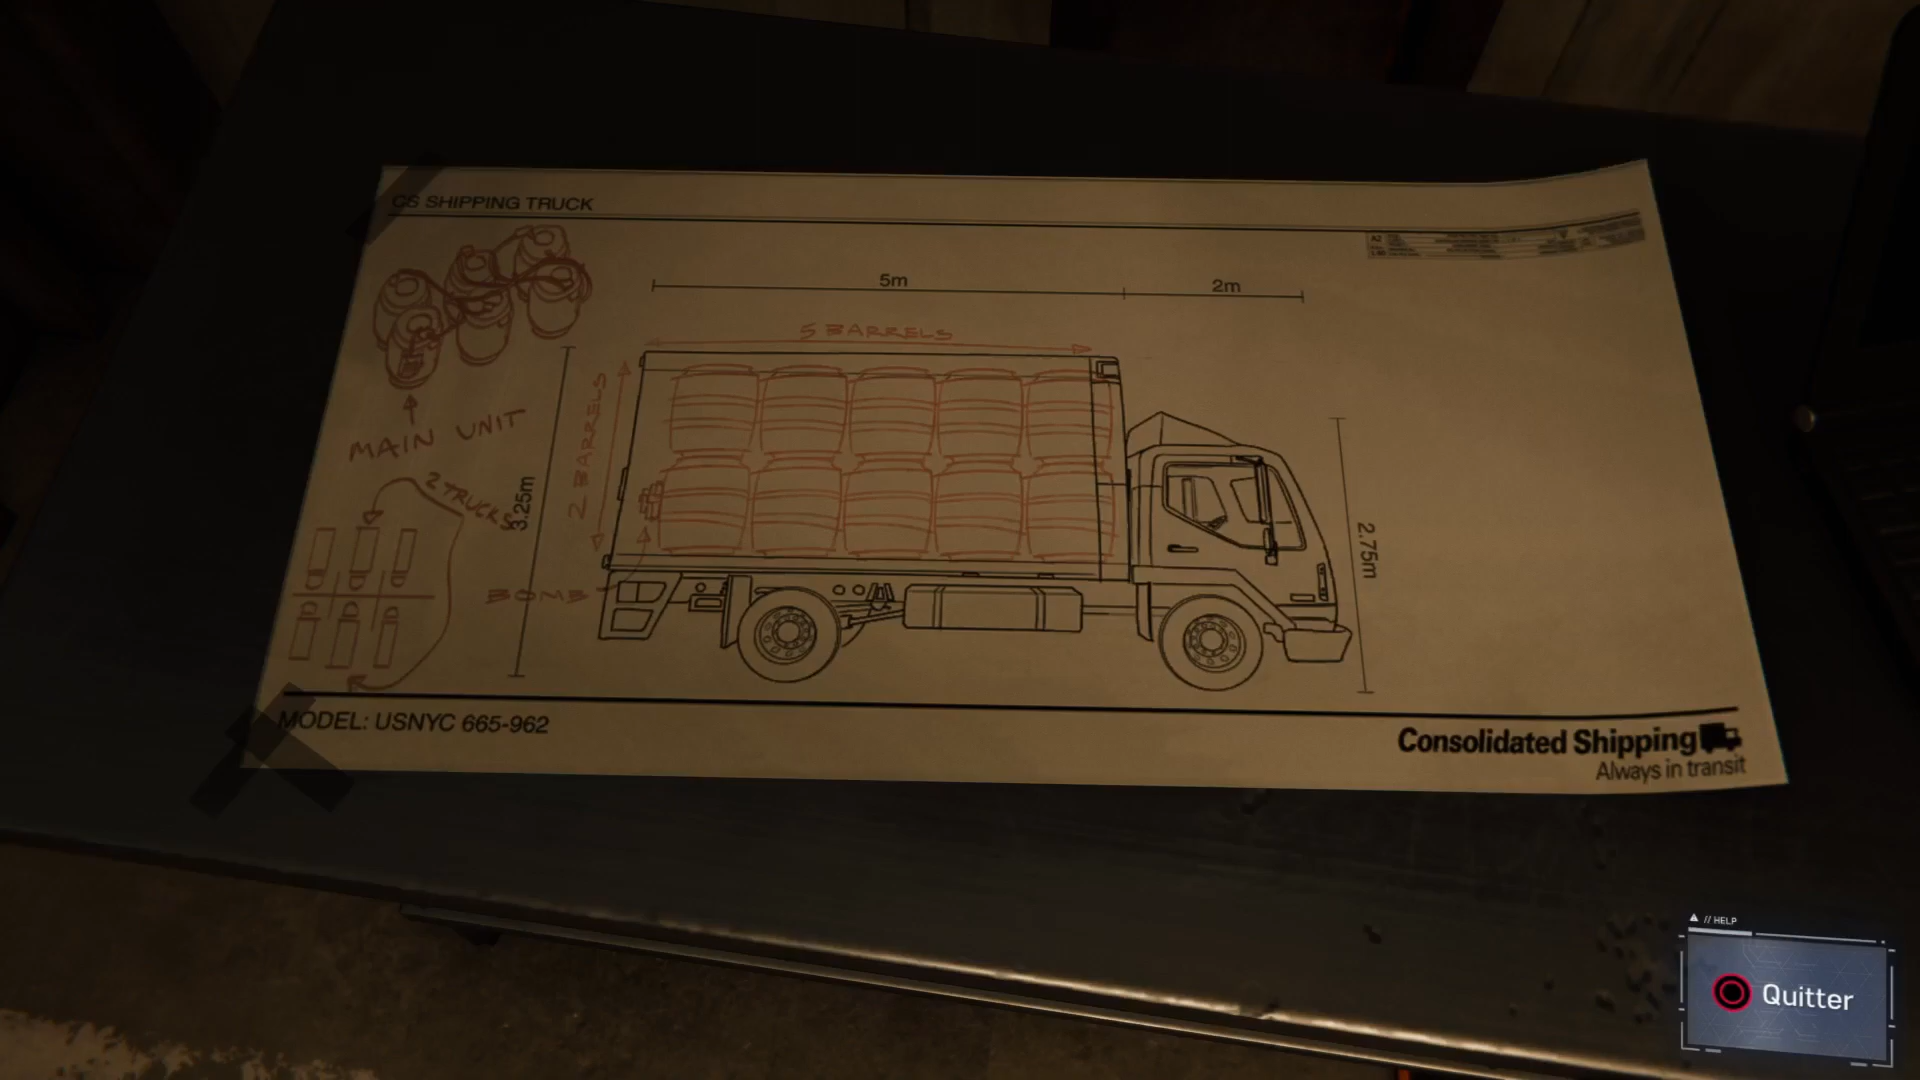 CS SHIPPING TRUCK
5m
2m
5 BARRELS
2 BARRELS
MAIN UNIT
2 TRUCKS
3.25m
2.75m
BOMB
MODEL: USNYC 665-962
Consolidated Shipping
Always in transit
// HELP
Quitter